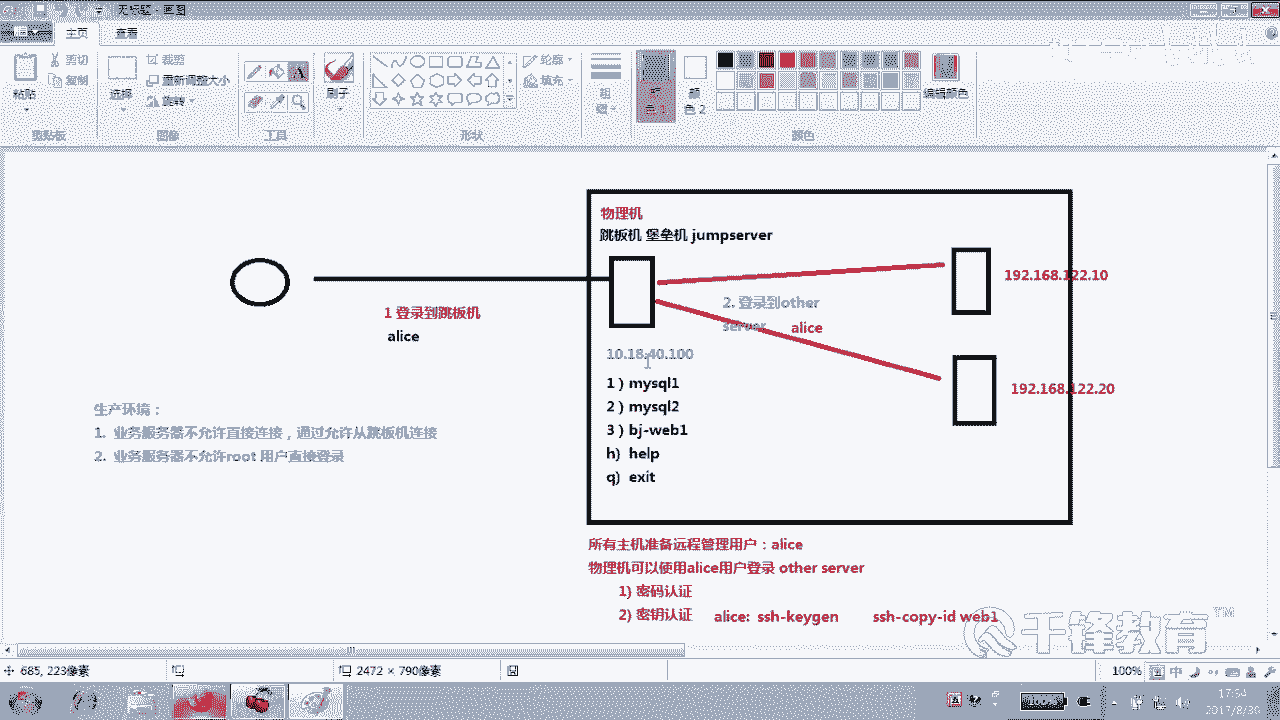 无标题 - 画图
主页
查看
粘贴
剪切
复制
剪贴板
选择
裁剪
重新调整大小
旋转
图像
工具
刷子
形状
轮廓
填充
粗细
颜色 1
颜色 2
颜色
编辑颜色
物理机
跳板机 堡垒机 jumpserver
192.168.122.10
1 登录到跳板机
alice
2. 登录到other
server
alice
10.18.40.100
1 ) mysql1
2 ) mysql2
3 ) bj-web1
h) help
q) exit
192.168.122.20
生产环境：
1. 业务服务器不允许直接连接，通过允许从跳板机连接
2. 业务服务器不允许root 用户直接登录
所有主机准备远程管理用户：alice
物理机可以使用alice用户登录 other server
1) 密码认证
2) 密钥认证 alice: ssh-keygen ssh-copy-id web1
千锋教育™
685, 223像素
2472 × 790像素
100%
中
100%
17:54
2017/8/30